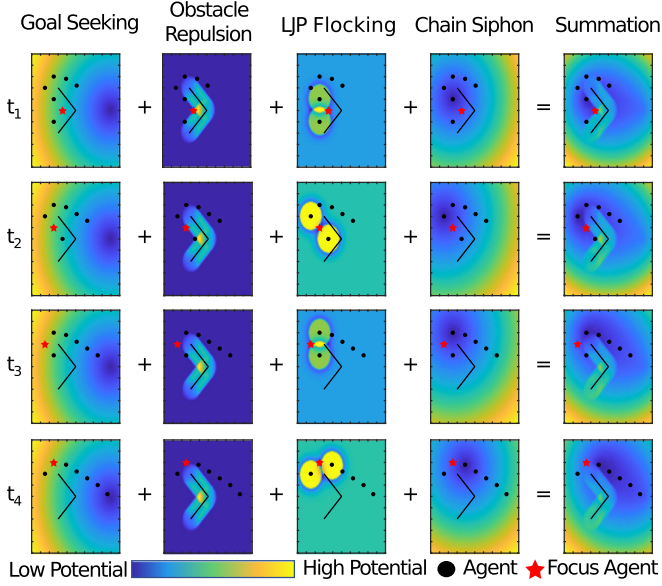 Goal Seeking
Obstacle
Repulsion
LJP Flocking
Chain Siphon
Summation
t1 + + + =
t2 + + + =
t3 + + + =
t4 + + + =
Low Potential High Potential Agent Focus Agent